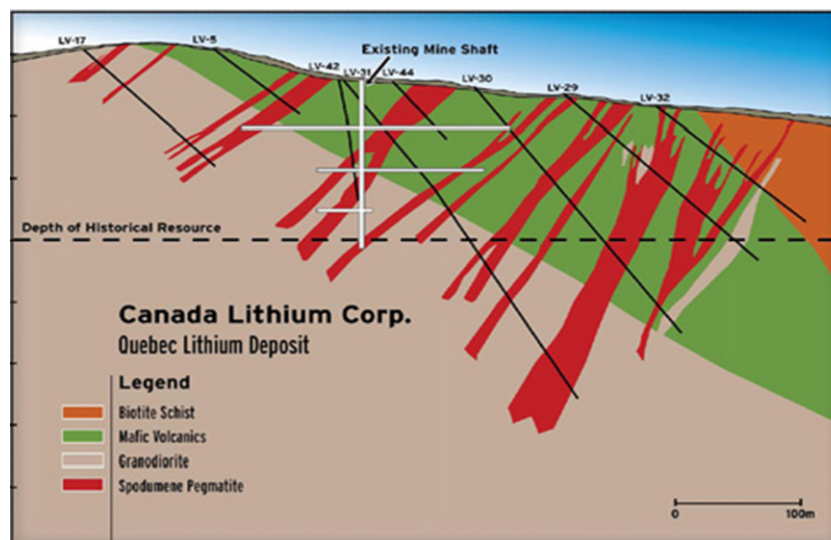 LV-17
LV-5
Existing Mine Shaft
LV-42
LV-31
LV-44
LV-30
LV-29
LV-32
Depth of Historical Resource
Canada Lithium Corp.
Quebec Lithium Deposit
Legend
Biotite Schist
Mafic Volcanics
Granodiorite
Spodumene Pegmatite
0
100m